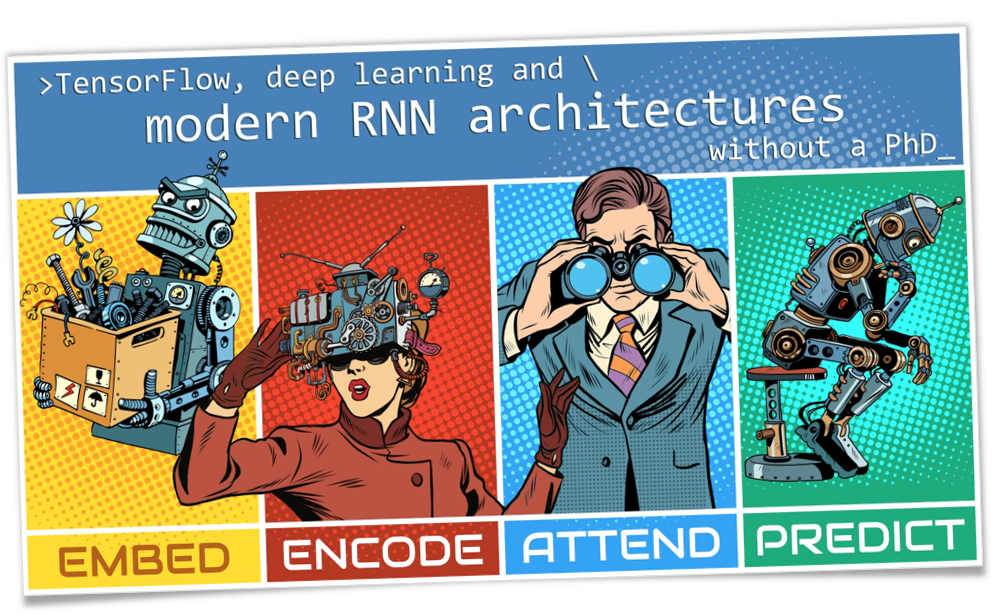 >TensorFlow, deep learning and \
modern RNN architectures
without a PhD_
EMBED
ENCODE
ATTEND
PREDICT